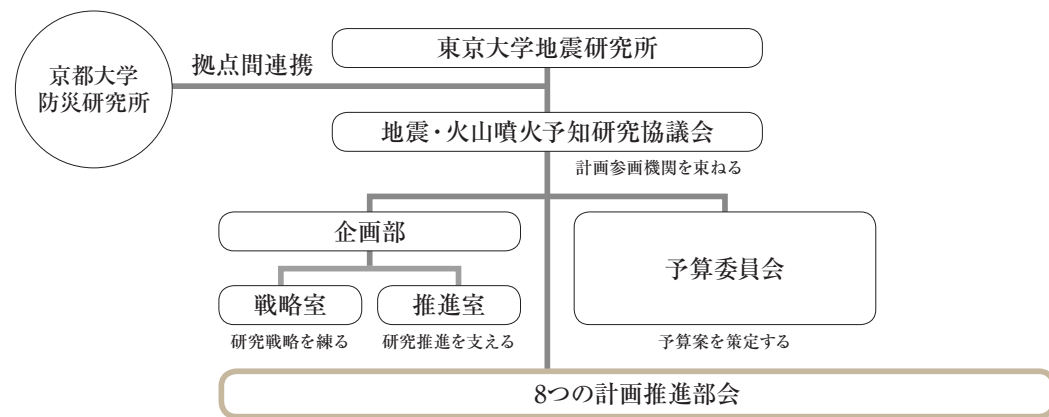 東京大学地震研究所
京都大学
防災研究所
拠点間連携
地震・火山噴火予知研究協議会
計画参画機関を束ねる
企画部
予算委員会
戦略室
推進室
研究戦略を練る
研究推進を支える
予算案を策定する
8つの計画推進部会